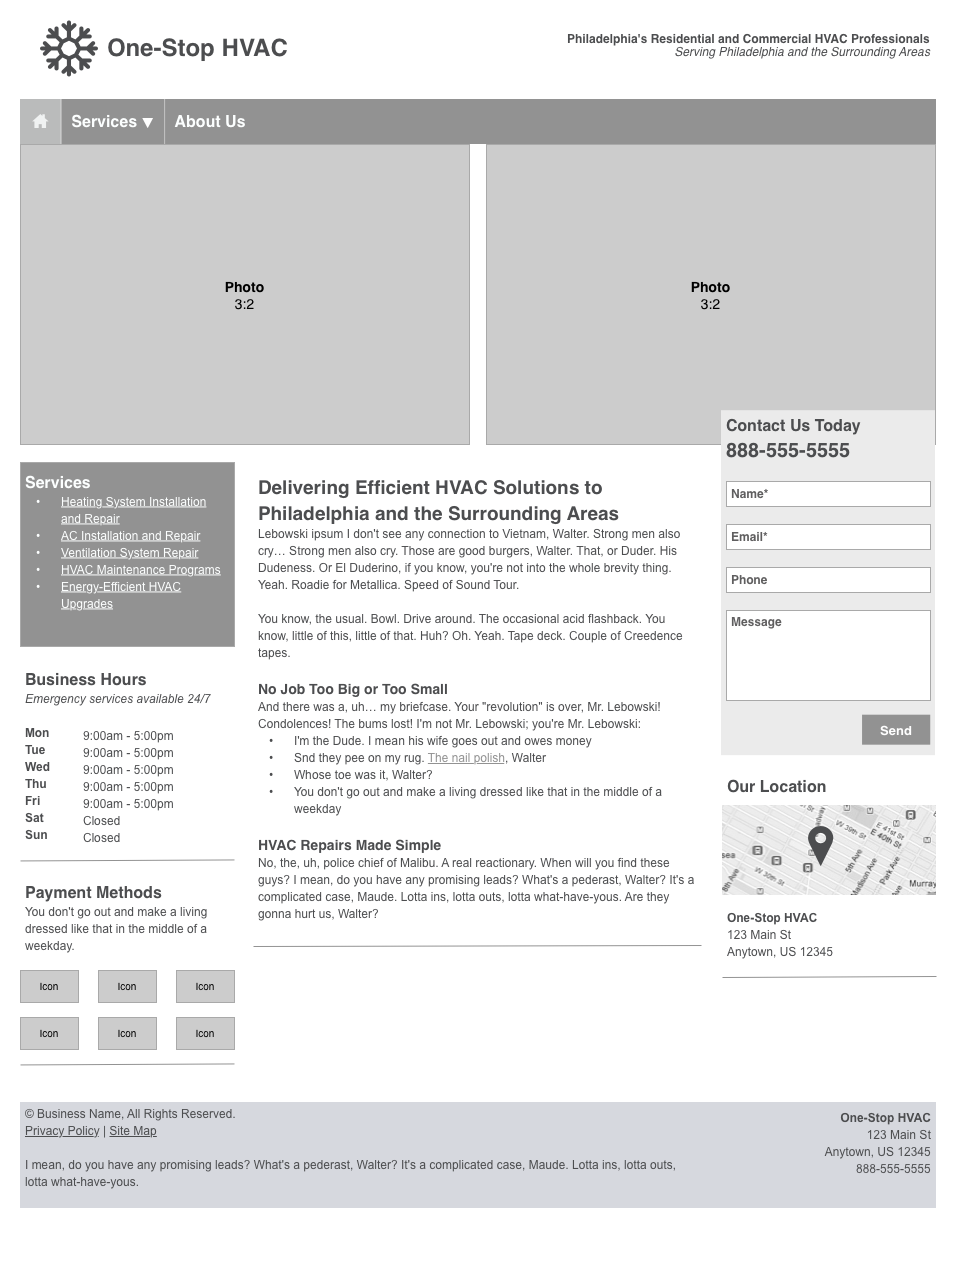 One-Stop HVAC
Philadelphia's Residential and Commercial HVAC Professionals
Serving Philadelphia and the Surrounding Areas
Services ▼
About Us
Photo
3:2
Photo
3:2
Contact Us Today
888-555-5555
Name*
Email*
Phone
Message
Send
Services
• Heating System Installation
and Repair
• AC Installation and Repair
• Ventilation System Repair
• HVAC Maintenance Programs
• Energy-Efficient HVAC
Upgrades
Business Hours
Emergency services available 24/7
Mon 9:00am - 5:00pm
Tue 9:00am - 5:00pm
Wed 9:00am - 5:00pm
Thu 9:00am - 5:00pm
Fri 9:00am - 5:00pm
Sat Closed
Sun Closed
Payment Methods
You don't go out and make a living
dressed like that in the middle of a
weekday.
Icon Icon Icon
Icon Icon Icon
Delivering Efficient HVAC Solutions to
Philadelphia and the Surrounding Areas
Lebowski ipsum I don't see any connection to Vietnam, Walter. Strong men also
cry… Strong men also cry. Those are good burgers, Walter. That, or Duder. His
Dudeness. Or El Duderino, if you know, you're not into the whole brevity thing.
Yeah. Roadie for Metallica. Speed of Sound Tour.
You know, the usual. Bowl. Drive around. The occasional acid flashback. You
know, little of this, little of that. Huh? Oh. Yeah. Tape deck. Couple of Creedence
tapes.
No Job Too Big or Too Small
And there was a, uh… my briefcase. Your "revolution" is over, Mr. Lebowski!
Condolences! The bums lost! I'm not Mr. Lebowski; you're Mr. Lebowski:
• I'm the Dude. I mean his wife goes out and owes money
• Snd they pee on my rug. The nail polish, Walter
• Whose toe was it, Walter?
• You don't go out and make a living dressed like that in the middle of a
weekday
HVAC Repairs Made Simple
No, the, uh, police chief of Malibu. A real reactionary. When will you find these
guys? I mean, do you have any promising leads? What's a pederast, Walter? It's a
complicated case, Maude. Lotta ins, lotta outs, lotta what-have-yous. Are they
gonna hurt us, Walter?
Our Location
W 39th St
E 41st St
E 40th St
W 30th St
8th Ave
5th Ave
Madison Ave
Park Ave
Murray
sea
Ave
One-Stop HVAC
123 Main St
Anytown, US 12345
© Business Name, All Rights Reserved.
Privacy Policy | Site Map
I mean, do you have any promising leads? What's a pederast, Walter? It's a complicated case, Maude. Lotta ins, lotta outs,
lotta what-have-yous.
One-Stop HVAC
123 Main St
Anytown, US 12345
888-555-5555